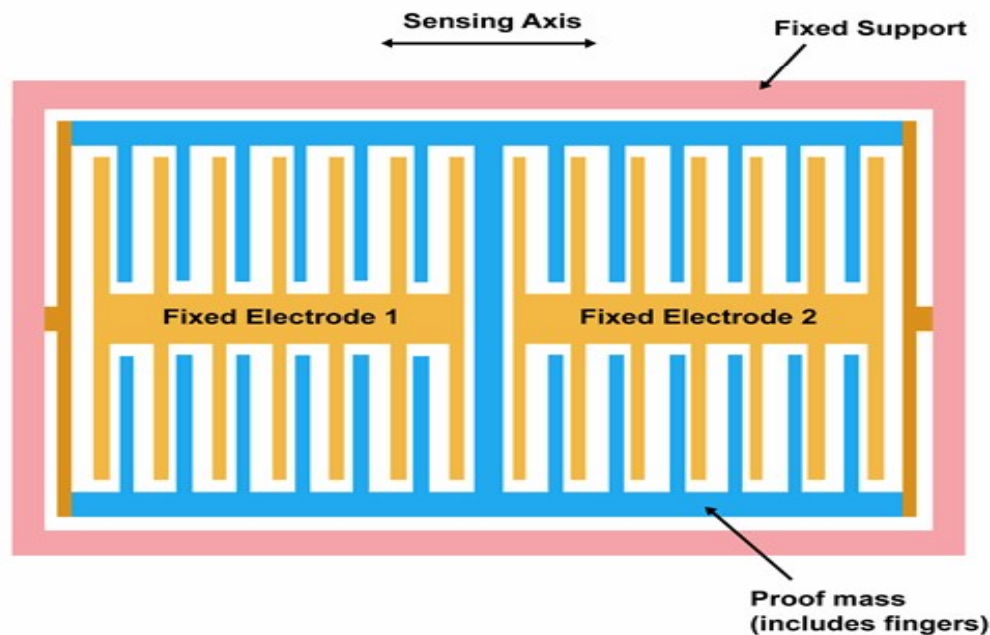 Sensing Axis
Fixed Support
Fixed Electrode 1
Fixed Electrode 2
Proof mass
(includes fingers)